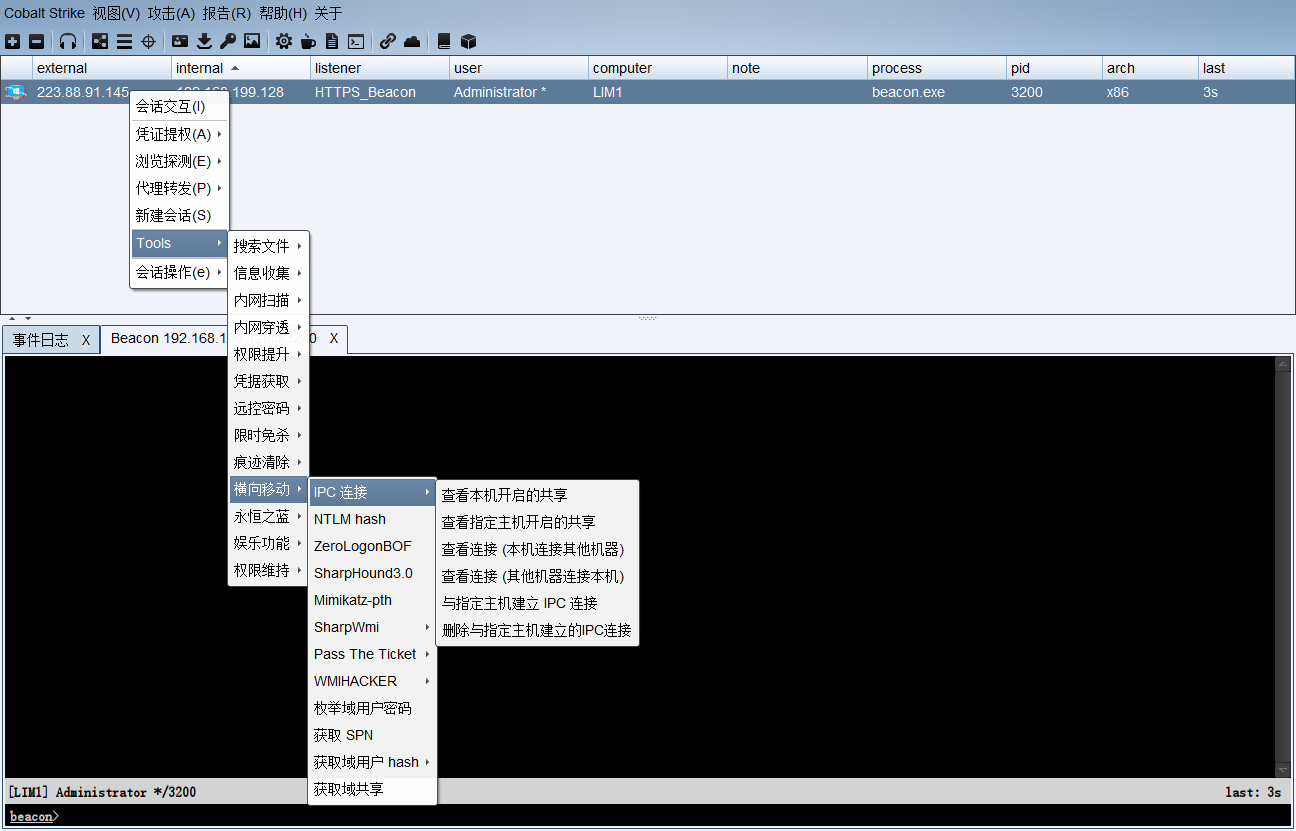 Cobalt Strike 视图(V) 攻击(A) 报告(R) 帮助(H) 关于
external internal listener user computer note process pid arch last
223.88.91.145 199.128 HTTPS_Beacon Administrator * LIM1 beacon.exe 3200 x86 3s
会话交互(I)
凭证提权(A)
浏览探测(E)
代理转发(P)
新建会话(S)
Tools
会话操作(e)
搜索文件
信息收集
内网扫描
内网穿透
权限提升
凭据获取
远控密码
限时免杀
痕迹清除
横向移动
永恒之蓝
娱乐功能
权限维持
IPC 连接
NTLM hash
ZeroLogonBOF
SharpHound3.0
Mimikatz-pth
SharpWmi
Pass The Ticket
WMIHACKER
枚举域用户密码
获取 SPN
获取域用户 hash
获取域共享
查看本机开启的共享
查看指定主机开启的共享
查看连接 (本机连接其他机器)
查看连接 (其他机器连接本机)
与指定主机建立 IPC 连接
删除与指定主机建立的IPC连接
事件日志 X Beacon 192.168.1 0 X
[LIM1] Administrator */3200 last: 3s
beacon>